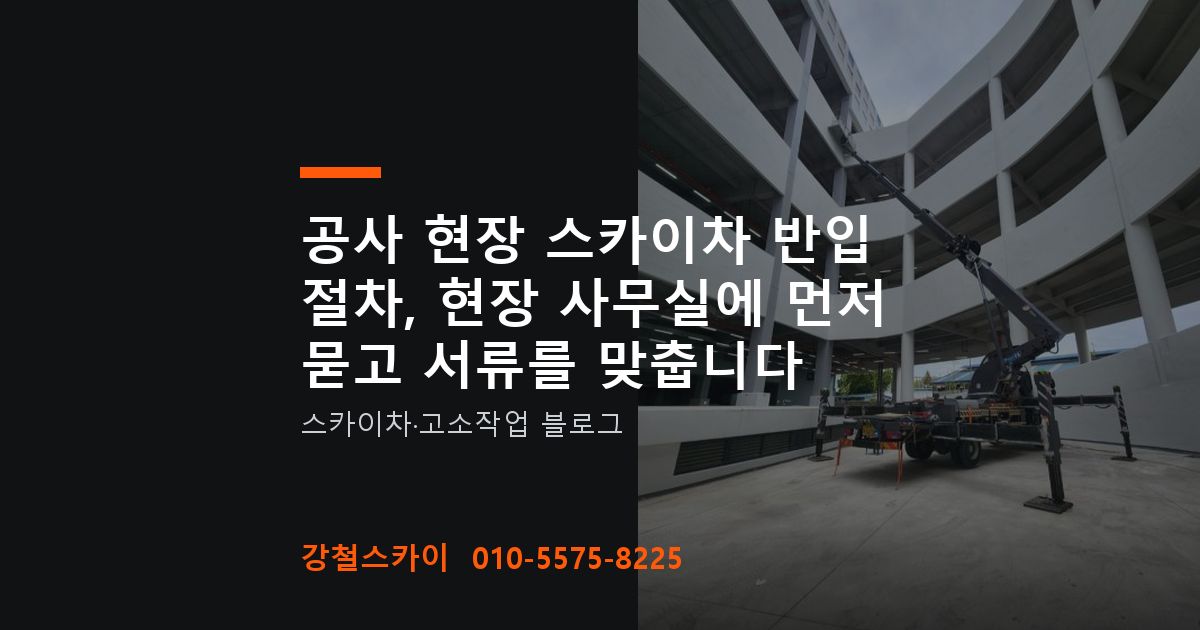 공사 현장 스카이차 반입
절차, 현장 사무실에 먼저
묻고 서류를 맞춥니다
스카이차·고소작업 블로그
강철스카이 010-5575-8225